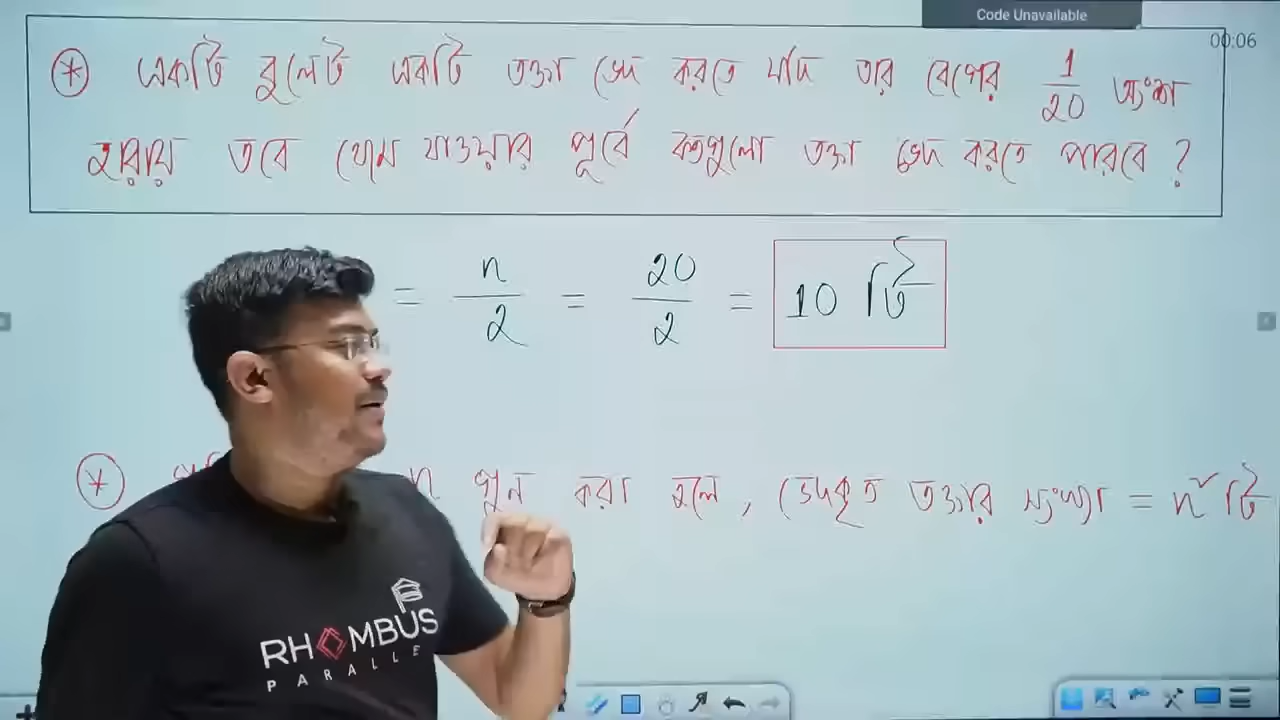 Code Unavailable
00:06
* একটি বুলেট একটি তক্তা ভেদ করতে যদি তার বেগের 1/20 অংশ
হারায় তবে থেমে যাওয়ার পূর্বে কতগুলো তক্তা ভেদ করতে পারবে ?
= n/2 = 20/2 = 10 টি
* n গুন করা হলে, ভেদকৃত তক্তার সংখ্যা = n² টি
RHOMBUS
PARALLE